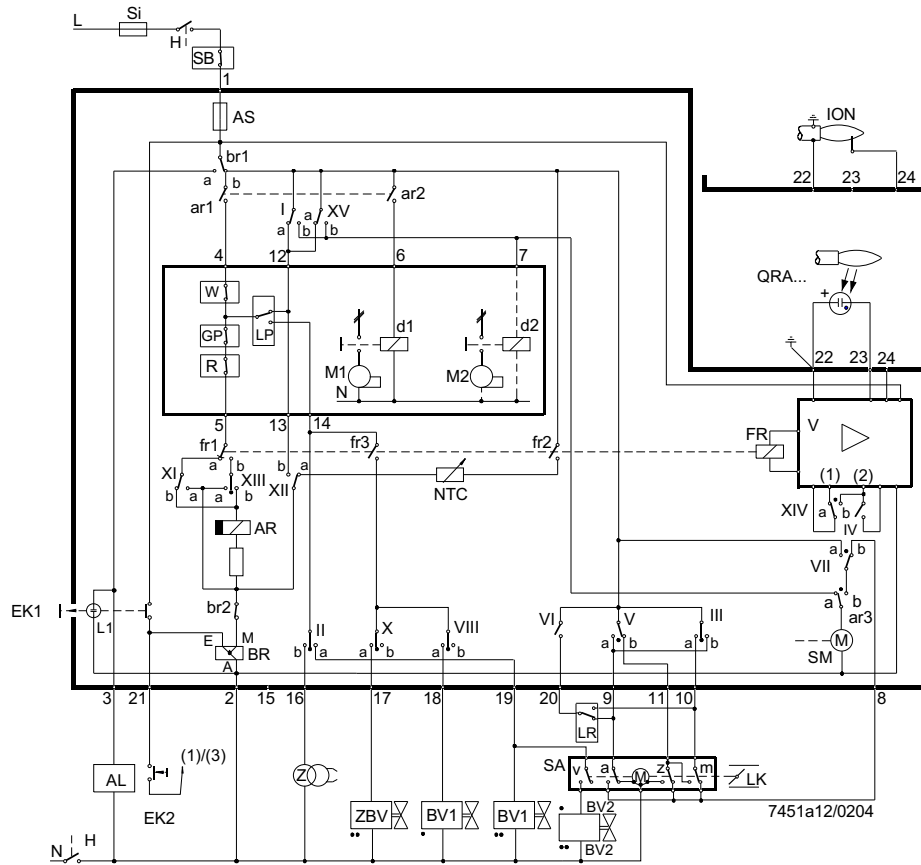 L Si
H
SB
1
AS
ION
br1
22 23 24
a b
ar1 ar2
I a XV
a b b
4 12 6 7
QRA...
+
W
d1 d2
LP
GP
22 23 24
R M1 M2
N
V
5 13 14
FR
fr1 fr3 fr2
a b b a
XI XIII (1) (2)
b a a b XII NTC
XIV a b
IV
AR
a b
VII
EK1 L1 br2
a b
VI V III ar3
E M II X VIII
M
BR b a a b a b a b a b SM
A
3 21 2 15 16 17 18 19 20 9 11 10 8
LR
(1)/(3)
SA v a M z m
AL Z LK
EK2
ZBV BV1 BV1 BV2
7451a12/0204
BV2
N H